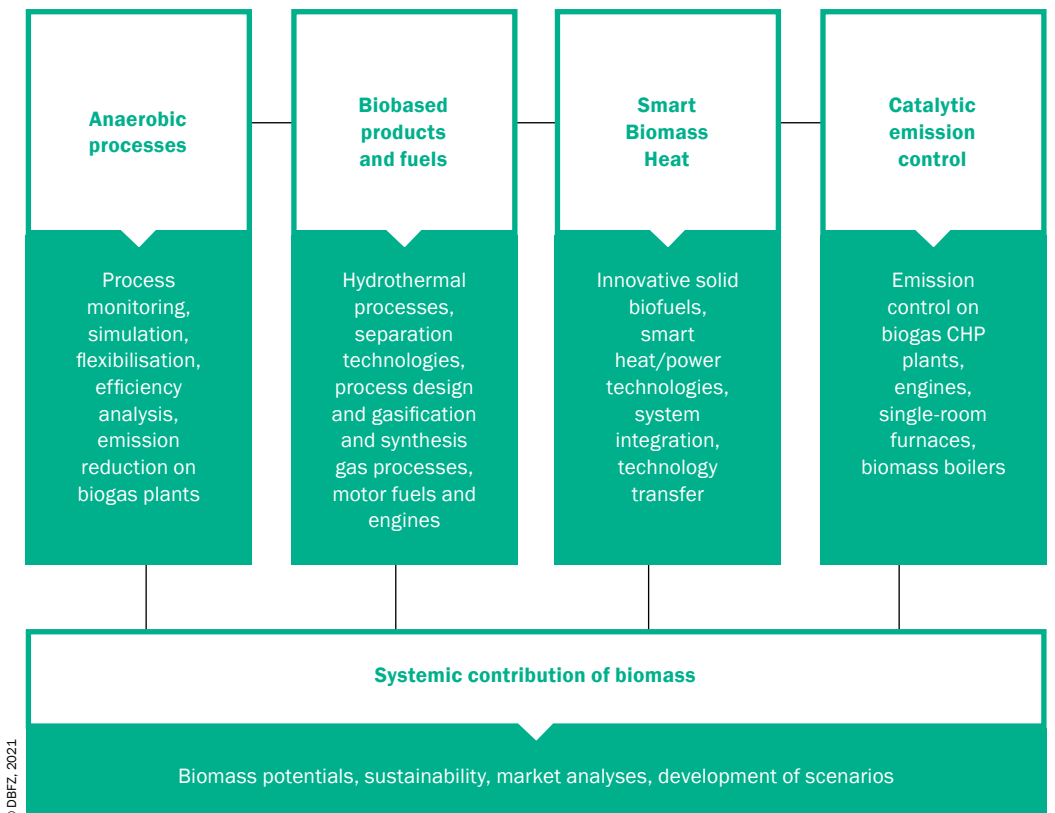 Anaerobic
processes
Biobased
products
and fuels
Smart
Biomass
Heat
Catalytic
emission
control
Process
monitoring,
simulation,
flexibilisation,
efficiency
analysis,
emission
reduction on
biogas plants
Hydrothermal
processes,
separation
technologies,
process design
and gasification
and synthesis
gas processes,
motor fuels and
engines
Innovative solid
biofuels,
smart
heat/power
technologies,
system
integration,
technology
transfer
Emission
control on
biogas CHP
plants,
engines,
single-room
furnaces,
biomass boilers
Systemic contribution of biomass
Biomass potentials, sustainability, market analyses, development of scenarios
© DBFZ, 2021